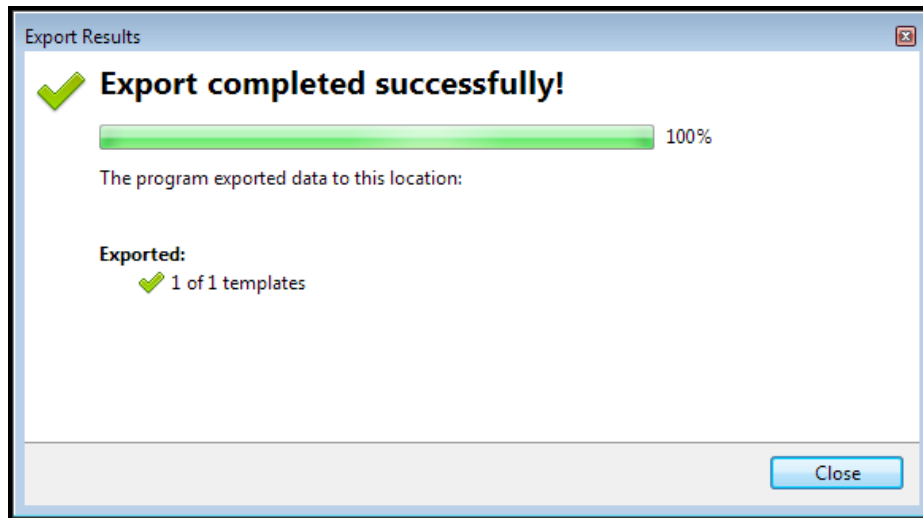 Export Results
Export completed successfully!
100%
The program exported data to this location:
Exported:
1 of 1 templates
Close